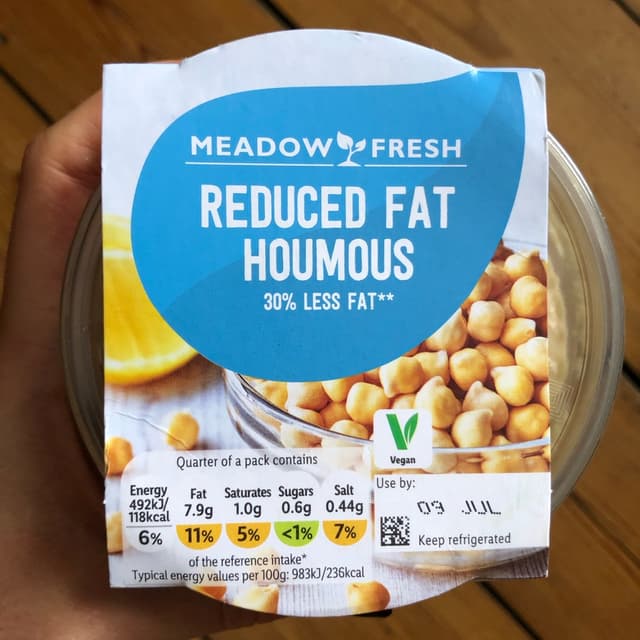 MEADOW FRESH
REDUCED FAT
HOUMOUS
30% LESS FAT**
V
Vegan
Quarter of a pack contains
Energy
492kJ/
118kcal
6%
Fat
7.9g
11%
Saturates
1.0g
5%
Sugars
0.6g
<1%
Salt
0.44g
7%
of the reference intake*
Typical energy values per 100g: 983kJ/236kcal
Use by:
09 JUL
Keep refrigerated